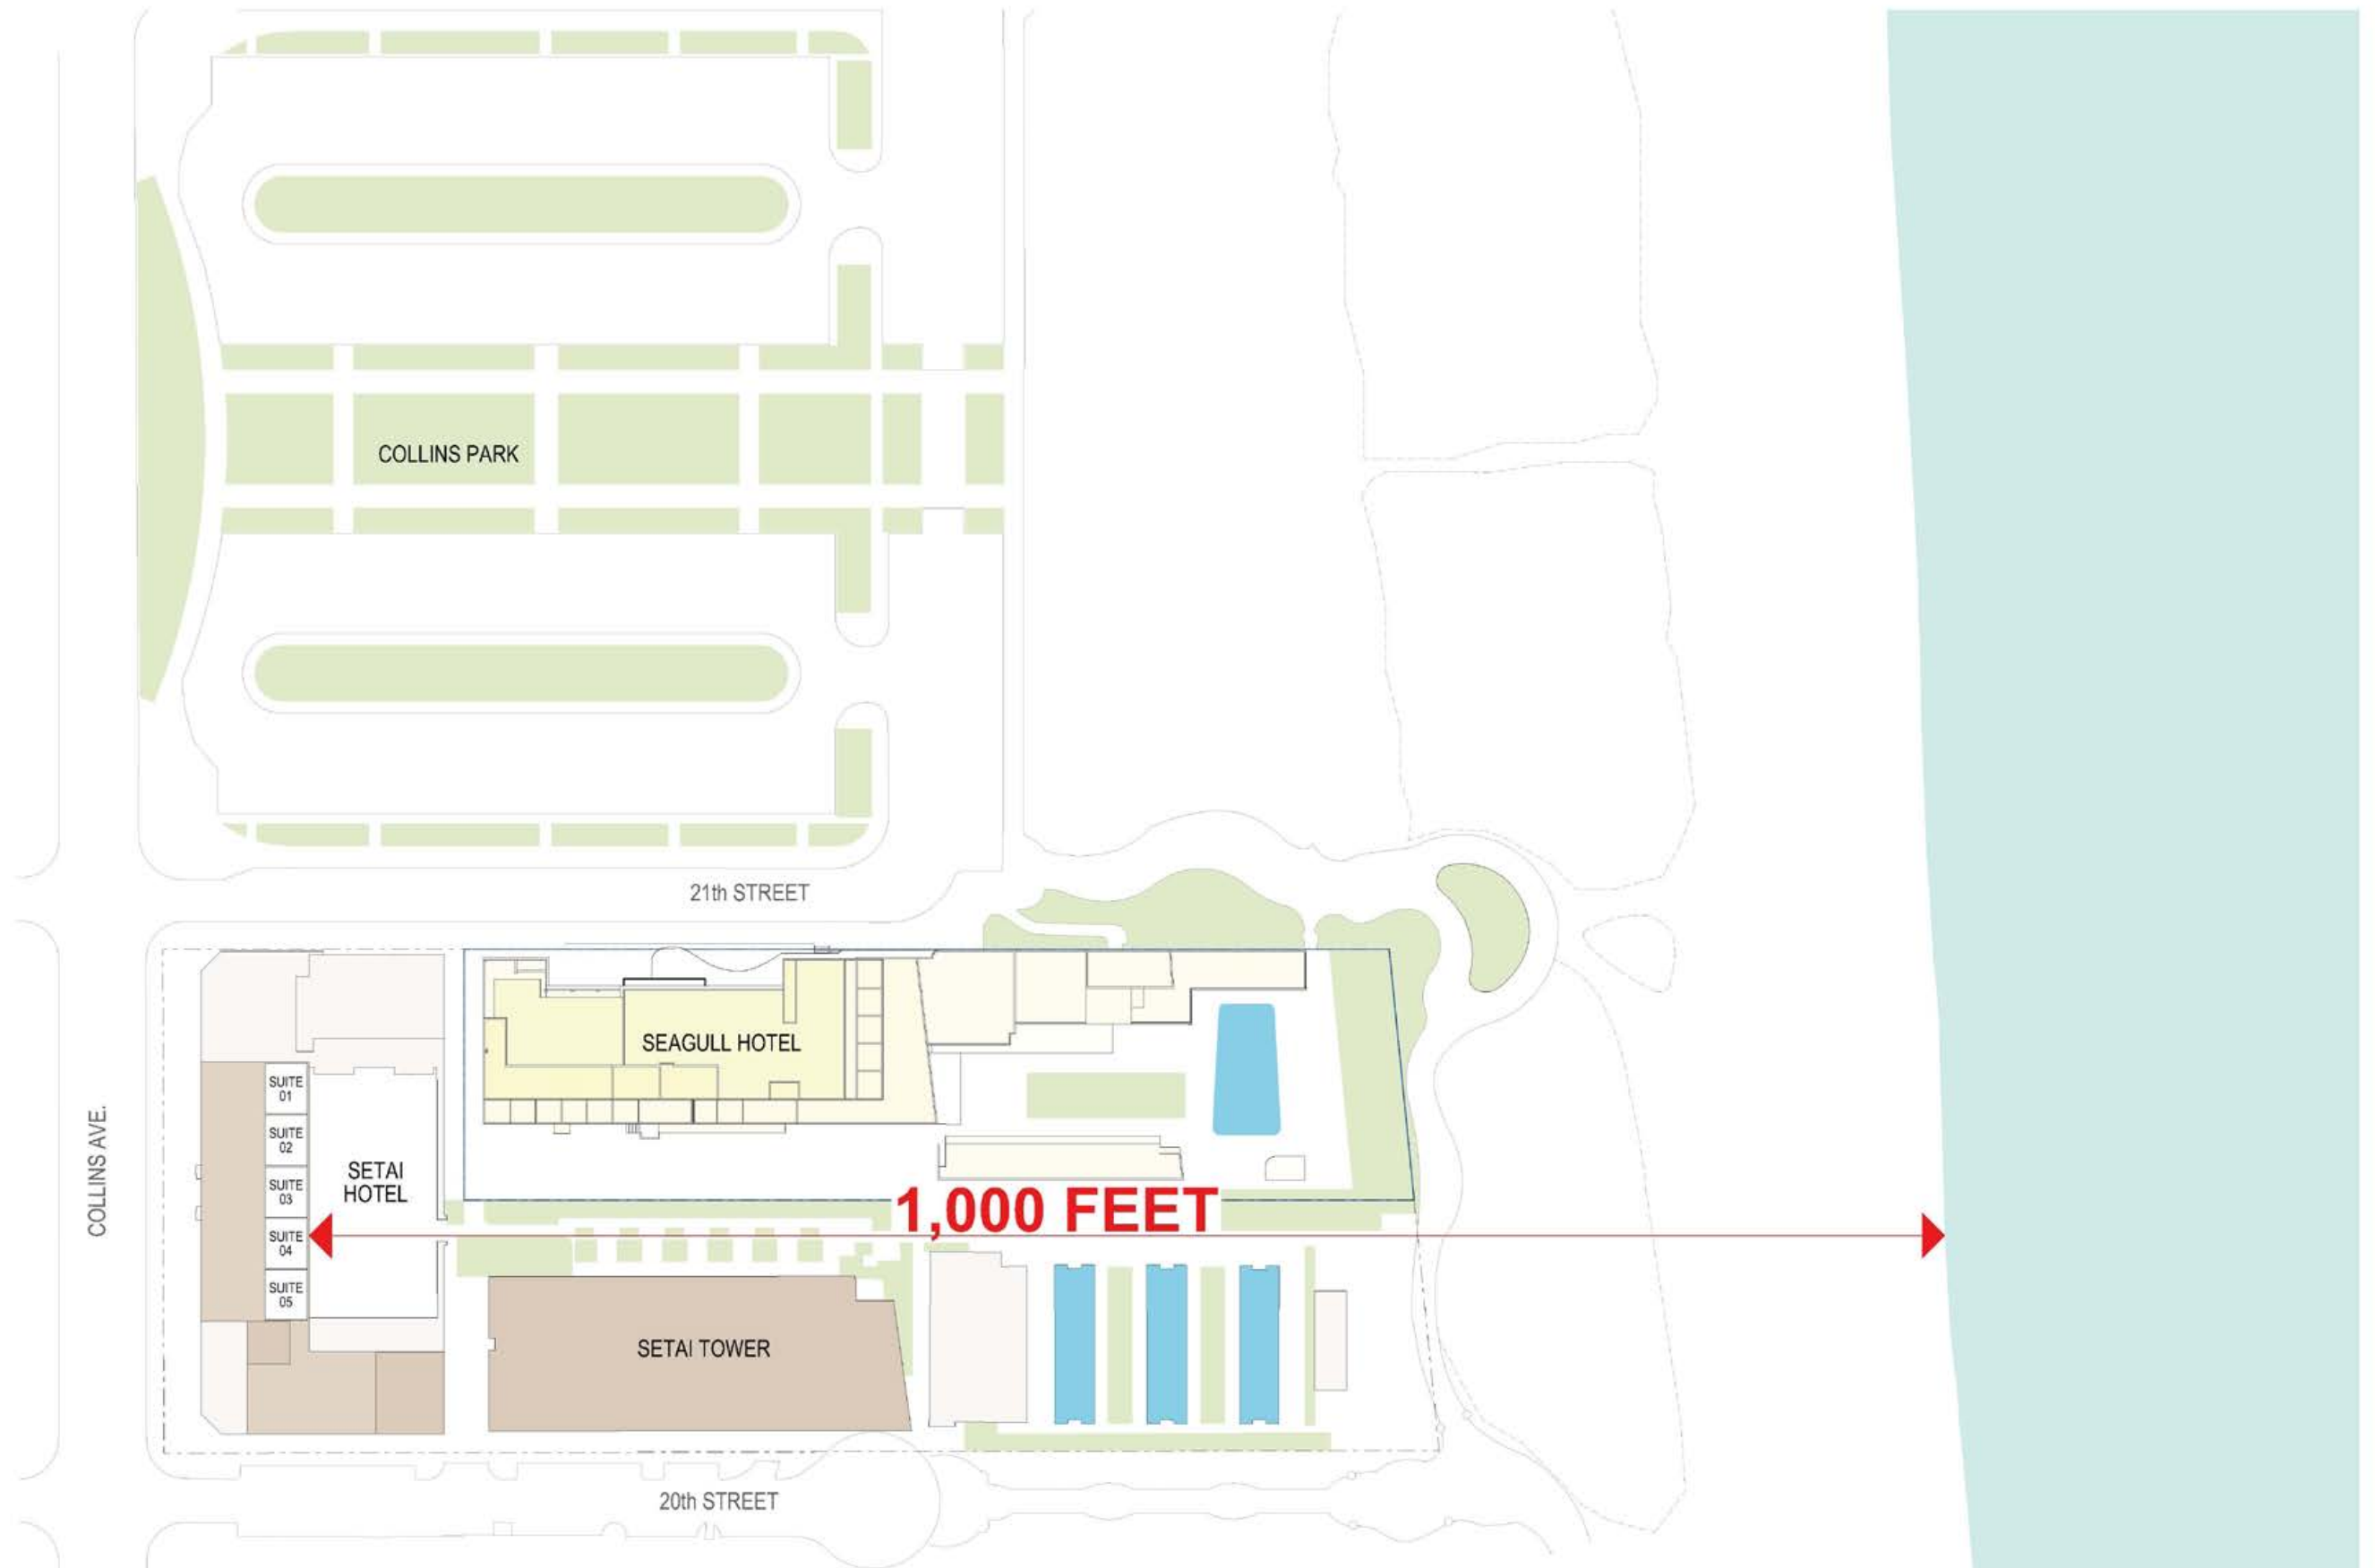 COLLINS PARK
21th STREET
SEAGULL HOTEL
SUITE
01
SUITE
02
SUITE
03
SUITE
04
SUITE
05
SETAI
HOTEL
COLLINS AVE.
1,000 FEET
SETAI TOWER
20th STREET